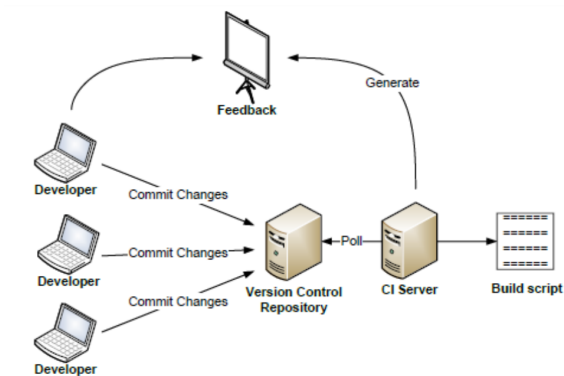 Generate
Feedback
Developer
Commit Changes
Developer
Commit Changes
Poll
Version Control
Repository
CI Server
Build script
Commit Changes
Developer